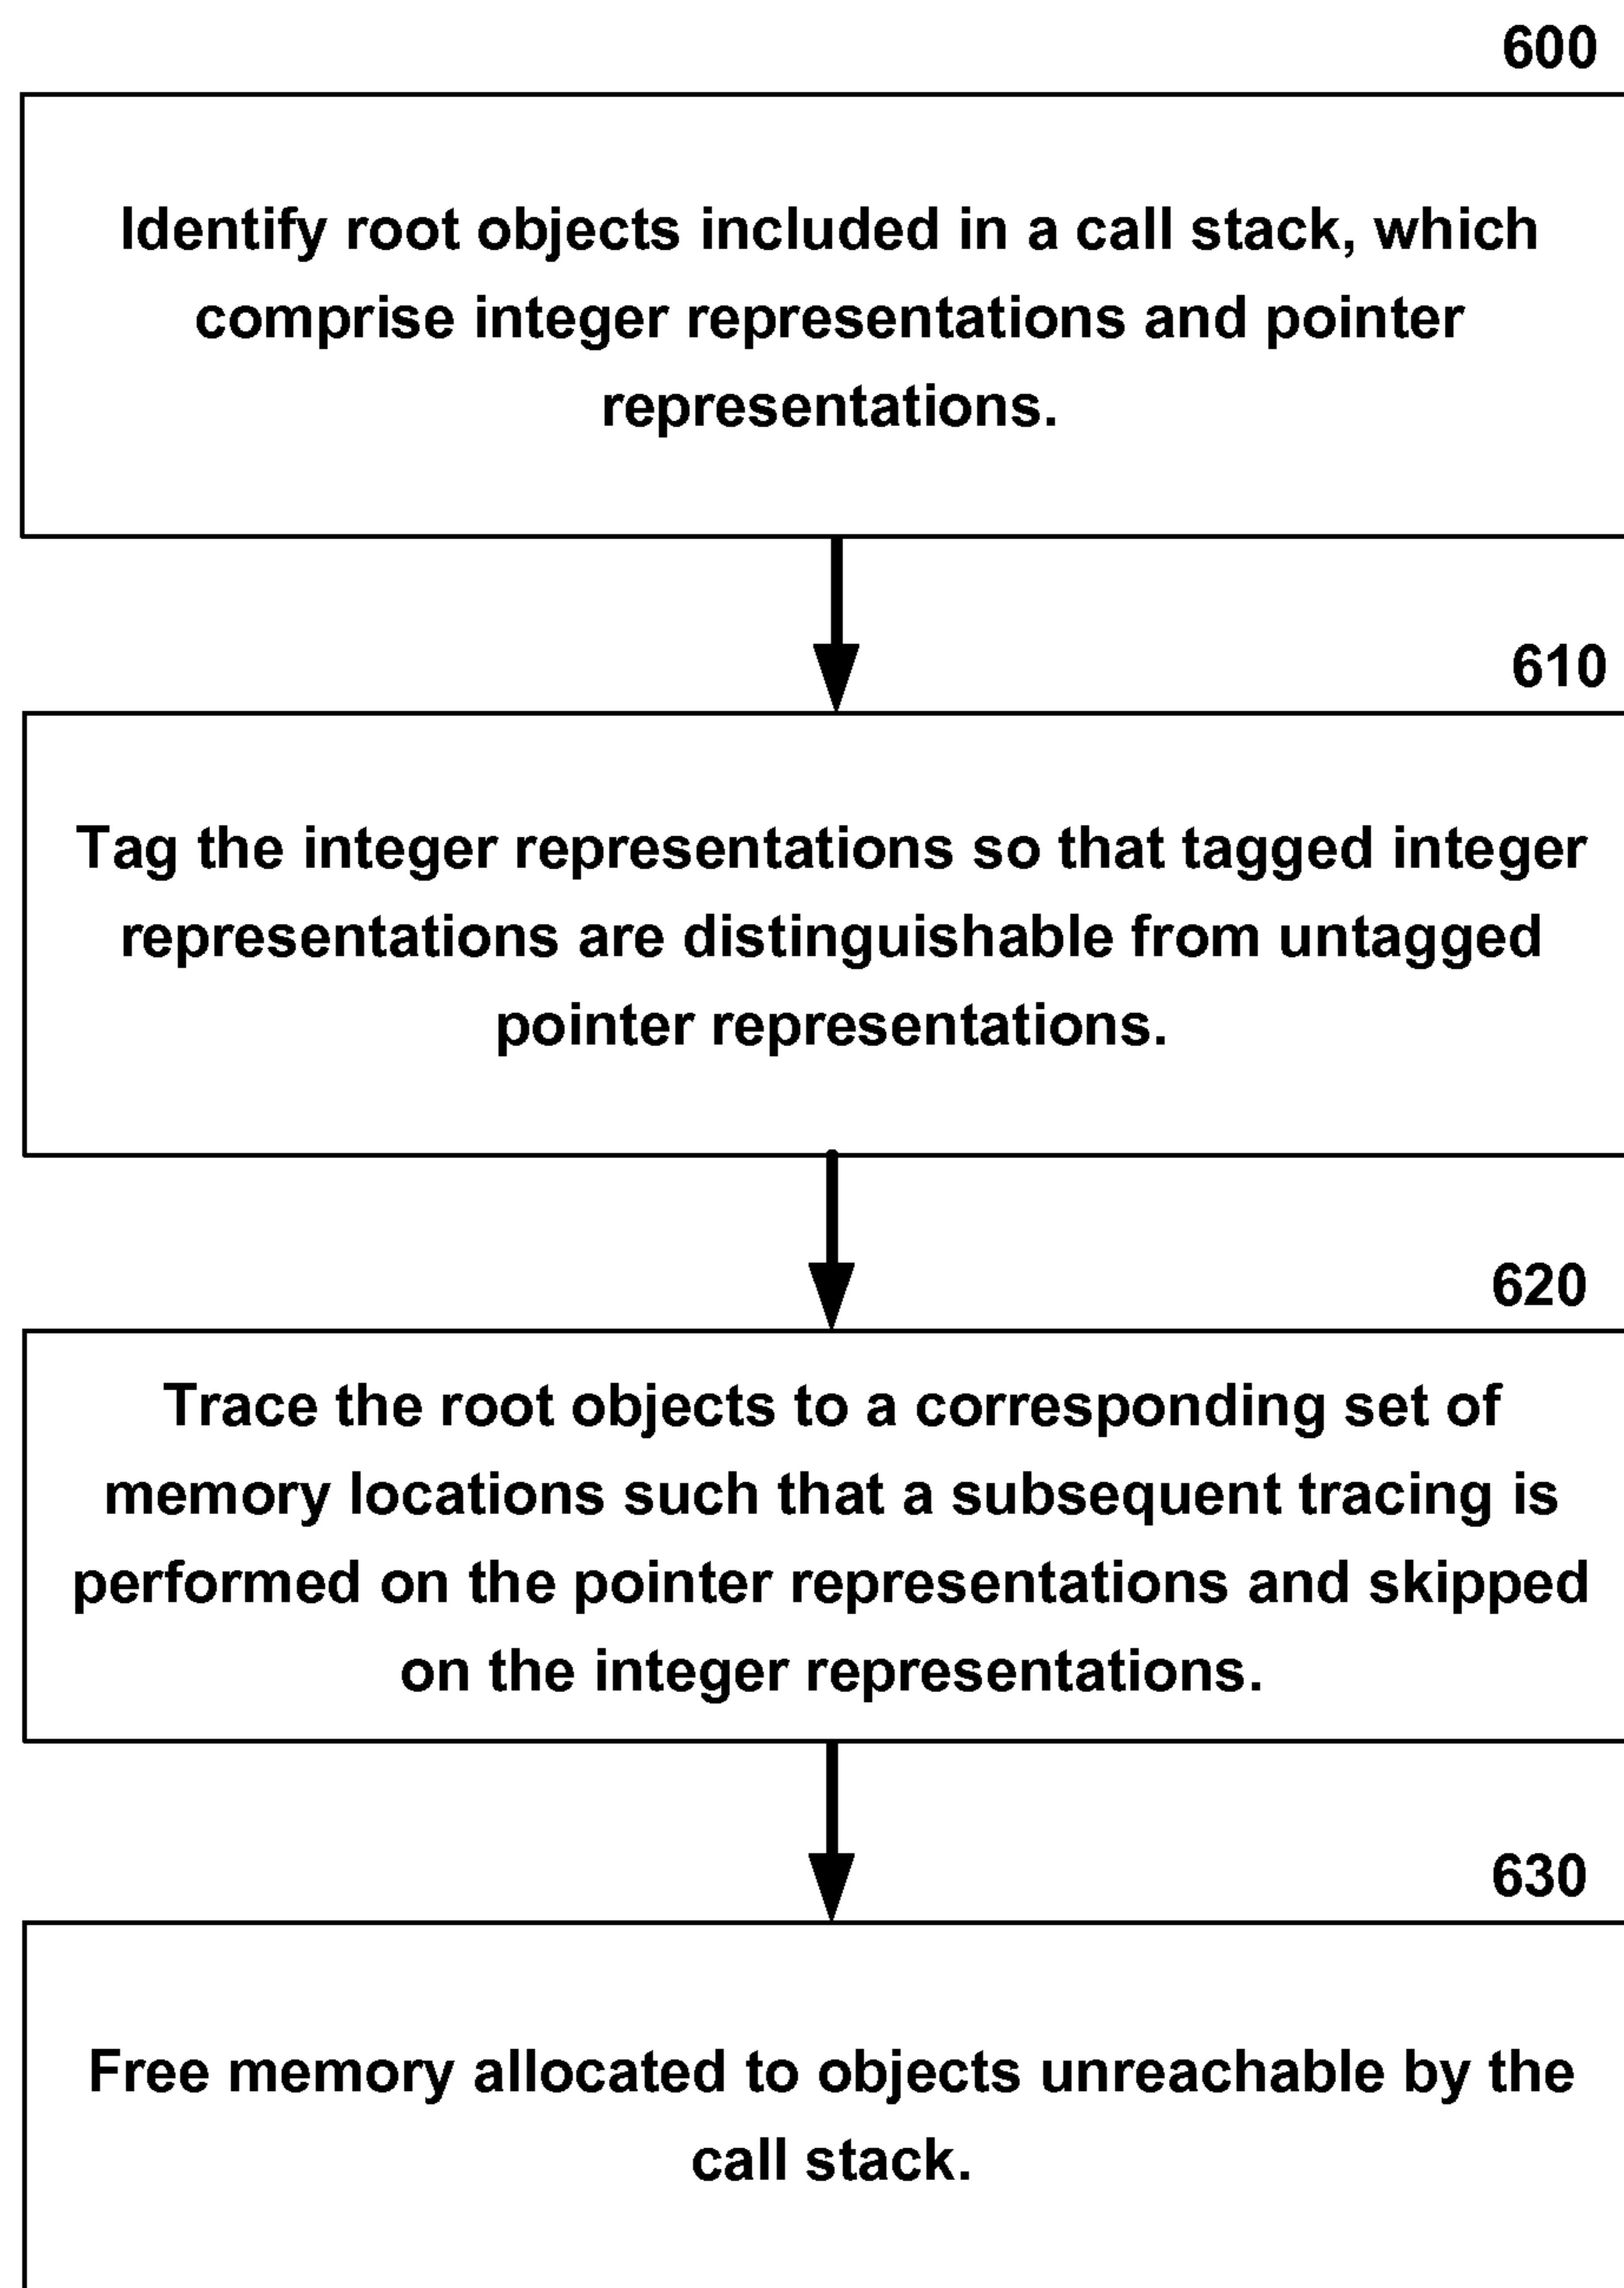 600
Identify root objects included in a call stack, which
comprise integer representations and pointer
representations.
610
Tag the integer representations so that tagged integer
representations are distinguishable from untagged
pointer representations.
620
Trace the root objects to a corresponding set of
memory locations such that a subsequent tracing is
performed on the pointer representations and skipped
on the integer representations.
630
Free memory allocated to objects unreachable by the
call stack.